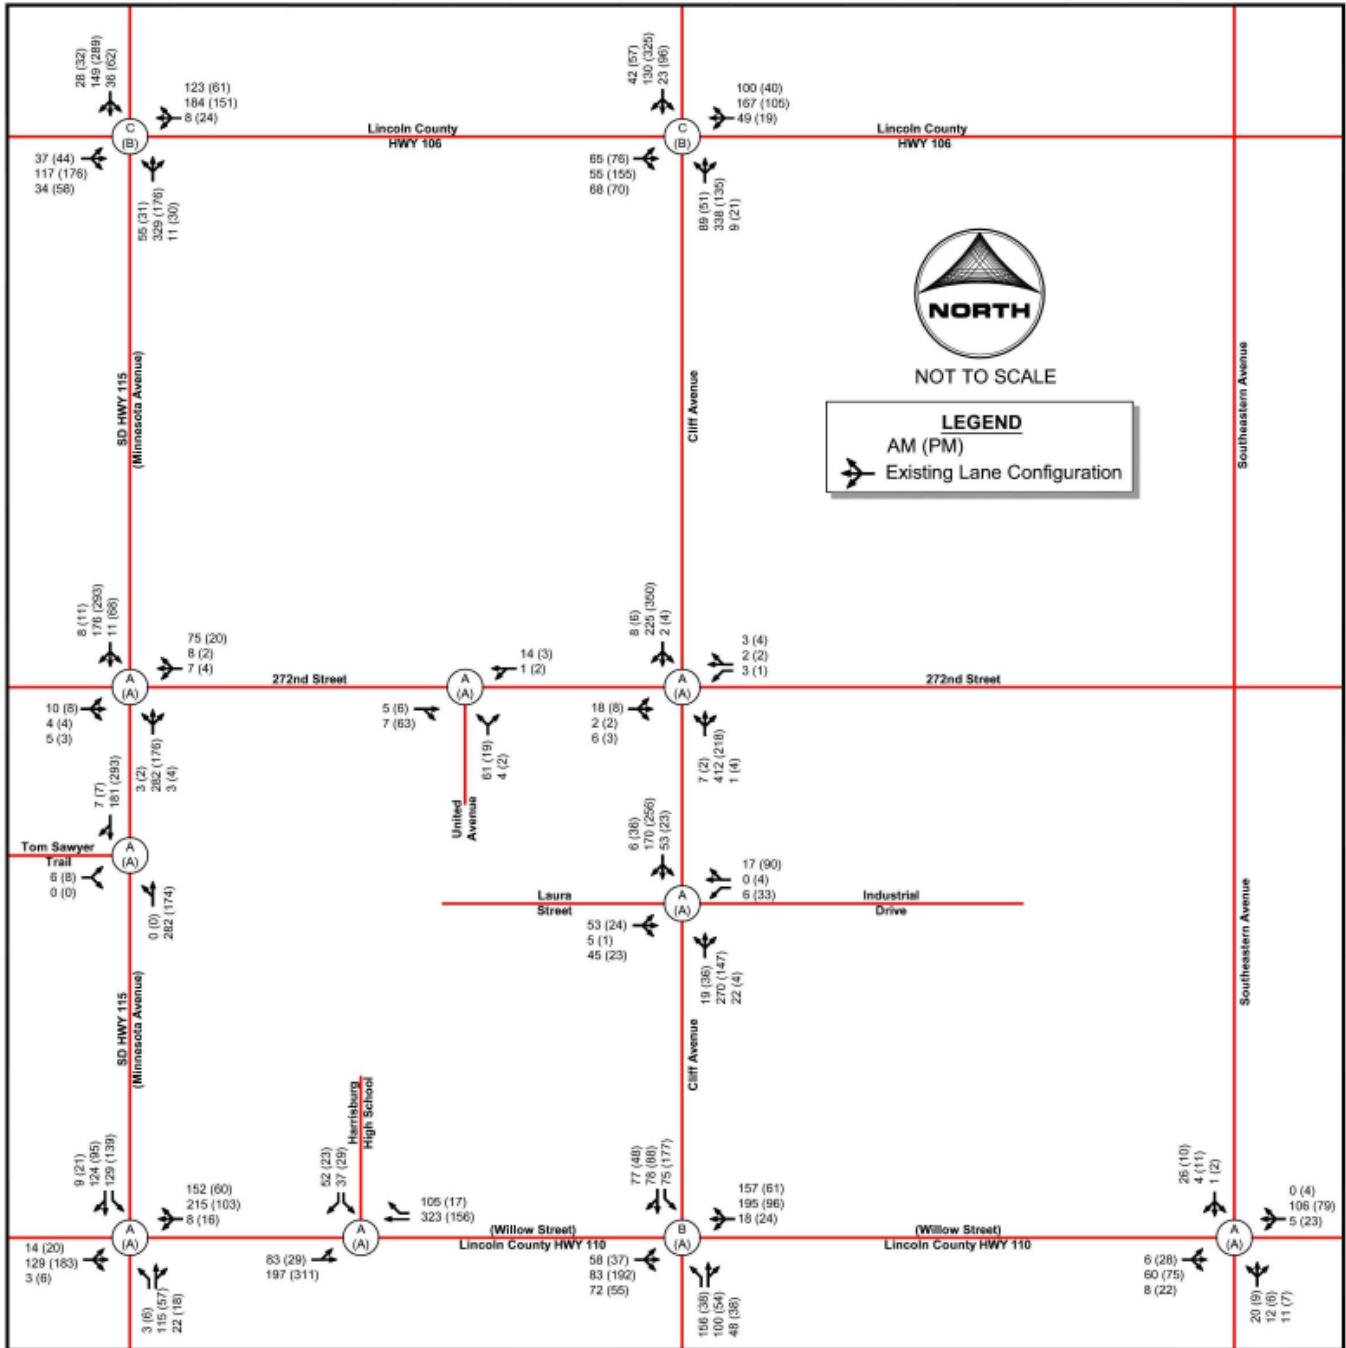 28 (32)
149 (289)
36 (62)
123 (61)
184 (151)
8 (24)
C
(B)
37 (44)
117 (176)
34 (58)
55 (31)
329 (176)
11 (30)
Lincoln County
HWY 106
42 (57)
130 (325)
23 (96)
100 (40)
167 (105)
49 (19)
C
(B)
65 (76)
55 (155)
68 (70)
89 (51)
338 (135)
9 (21)
Lincoln County
HWY 106
NORTH
NOT TO SCALE
LEGEND
AM (PM)
Existing Lane Configuration
SD HWY 115
(Minnesota Avenue)
Cliff Avenue
Southeastern Avenue
8 (11)
176 (293)
11 (68)
75 (20)
8 (2)
7 (4)
A
(A)
10 (8)
4 (4)
5 (3)
3 (2)
282 (176)
3 (4)
272nd Street
14 (3)
1 (2)
A
(A)
5 (6)
7 (63)
61 (19)
4 (2)
United
Avenue
8 (6)
225 (350)
2 (4)
3 (4)
2 (2)
3 (1)
A
(A)
18 (8)
2 (2)
6 (3)
7 (2)
412 (218)
1 (4)
272nd Street
7 (7)
181 (293)
Tom Sawyer
Trail
A
(A)
6 (8)
0 (0)
0 (0)
282 (174)
6 (36)
170 (256)
53 (23)
17 (90)
0 (4)
6 (33)
Laura
Street
A
(A)
Industrial
Drive
53 (24)
5 (1)
45 (23)
19 (36)
270 (147)
22 (4)
SD HWY 115
(Minnesota Avenue)
Cliff Avenue
Southeastern Avenue
Harrisburg
High School
9 (21)
124 (95)
129 (139)
152 (60)
215 (103)
8 (16)
A
(A)
14 (20)
129 (183)
3 (6)
3 (6)
115 (57)
22 (18)
52 (23)
37 (29)
105 (17)
323 (156)
A
(A)
83 (29)
197 (311)
(Willow Street)
Lincoln County HWY 110
77 (48)
78 (88)
75 (177)
157 (61)
195 (96)
18 (24)
B
(A)
58 (37)
83 (192)
72 (55)
156 (38)
100 (54)
48 (38)
(Willow Street)
Lincoln County HWY 110
26 (10)
4 (11)
1 (2)
0 (4)
106 (79)
5 (23)
A
(A)
6 (28)
60 (75)
8 (22)
20 (9)
12 (6)
11 (7)